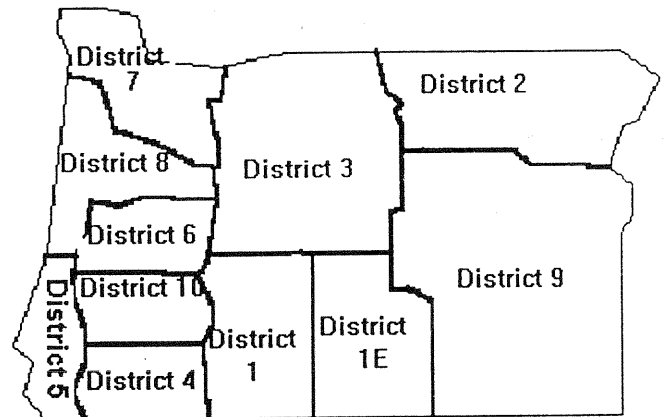 District
7
District 2
District 8
District 3
District 6
District 9
District 10
District 5
District
1
District
1E
District 4